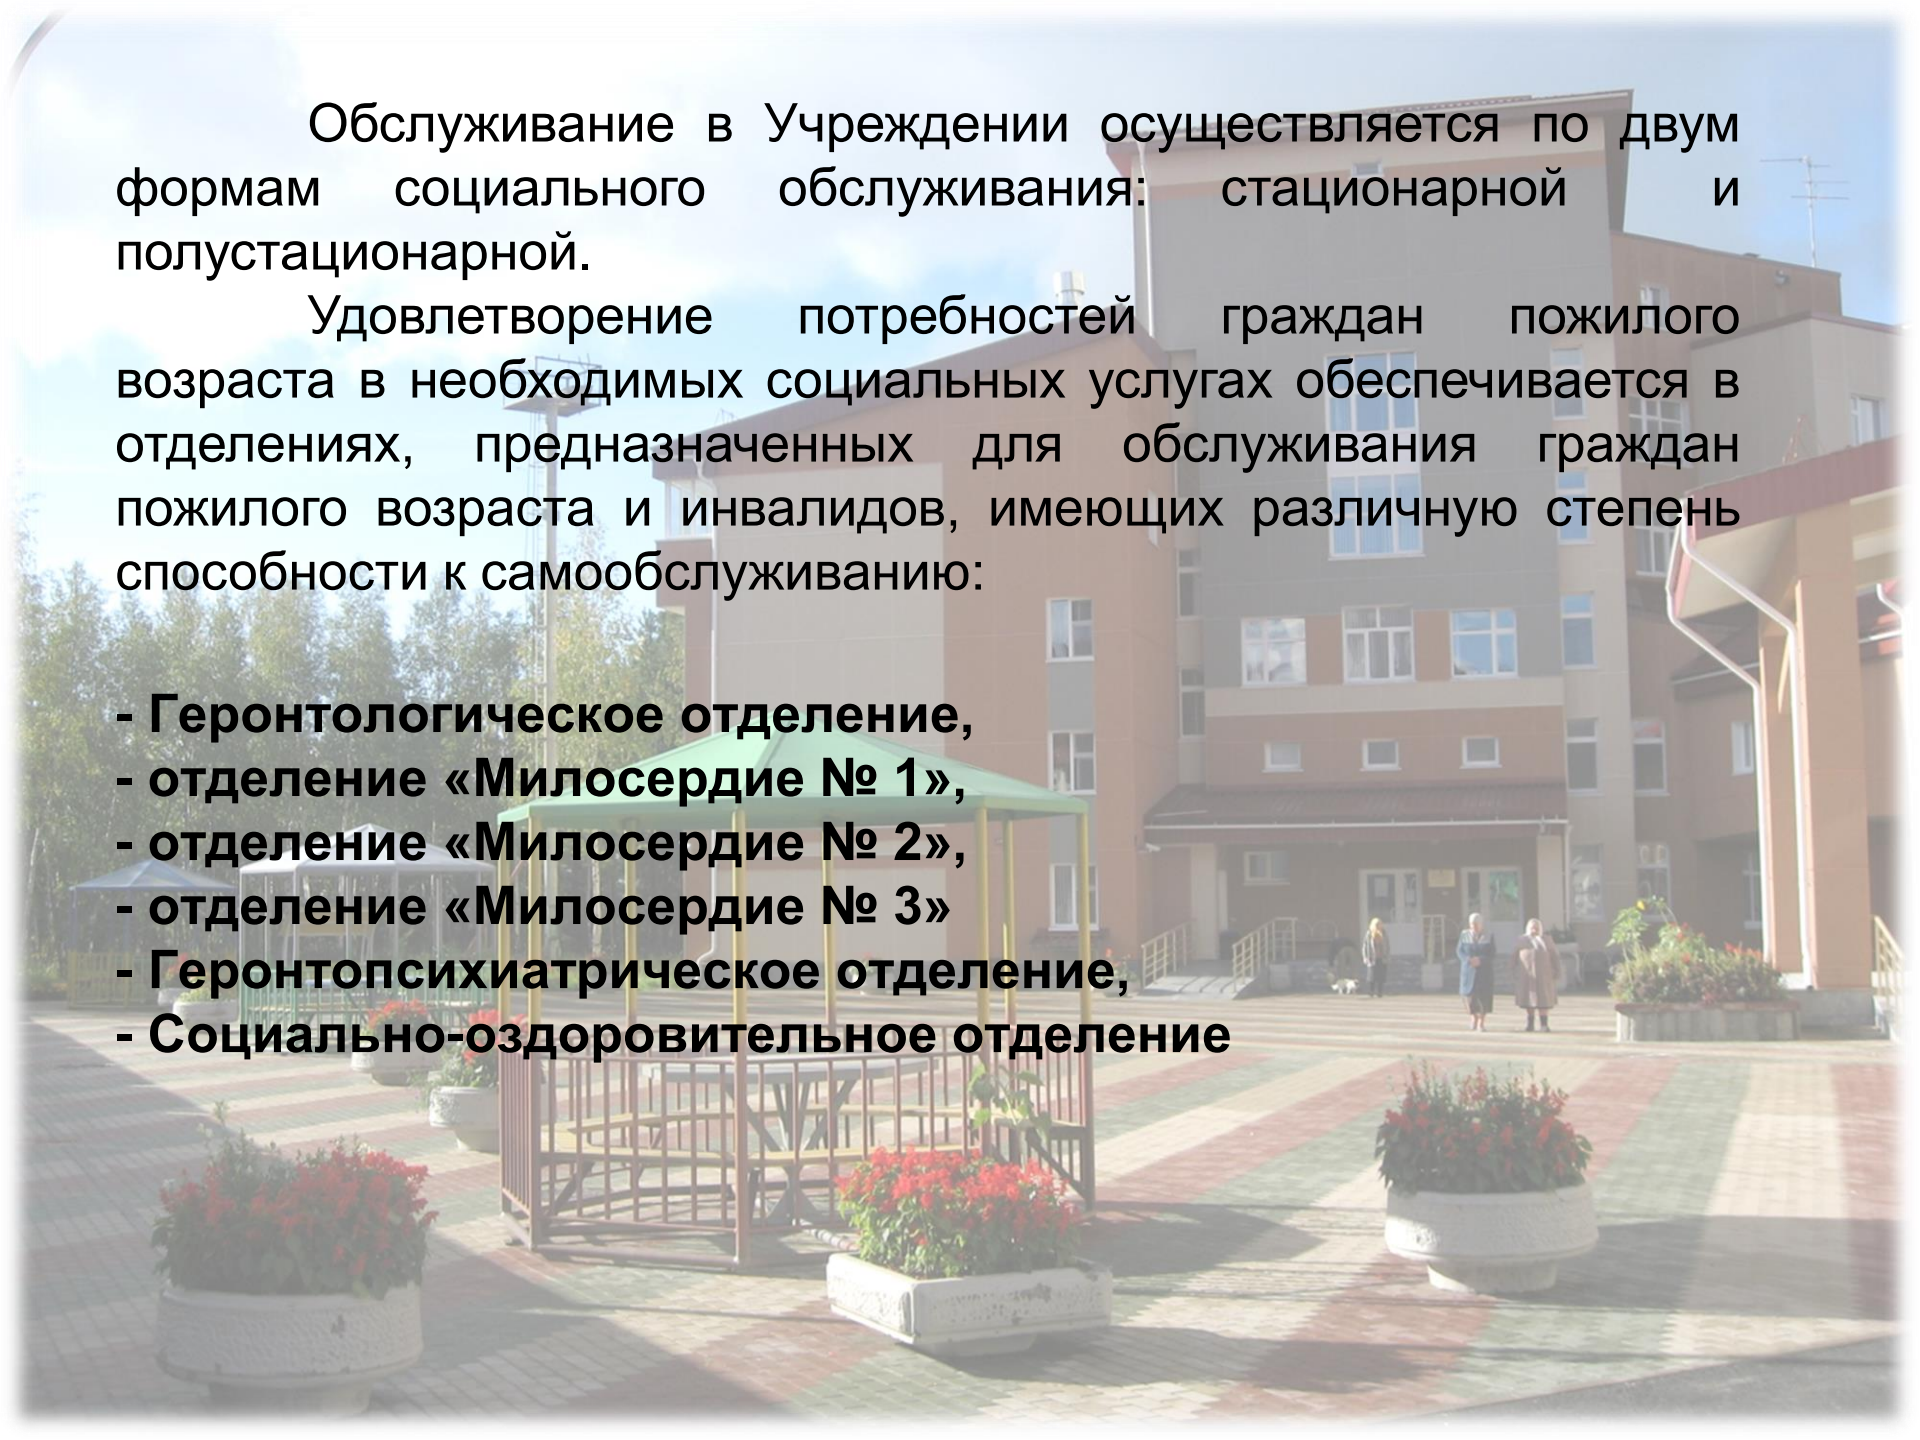 Обслуживание в Учреждении осуществляется по двум
формам социального обслуживания: стационарной и
полустационарной.
Удовлетворение потребностей граждан пожилого
возраста в необходимых социальных услугах обеспечивается в
отделениях, предназначенных для обслуживания граждан
пожилого возраста и инвалидов, имеющих различную степень
способности к самообслуживанию:
- Геронтологическое отделение,
- отделение «Милосердие № 1»,
- отделение «Милосердие № 2»,
- отделение «Милосердие № 3»
- Геронтопсихиатрическое отделение,
- Социально-оздоровительное отделение